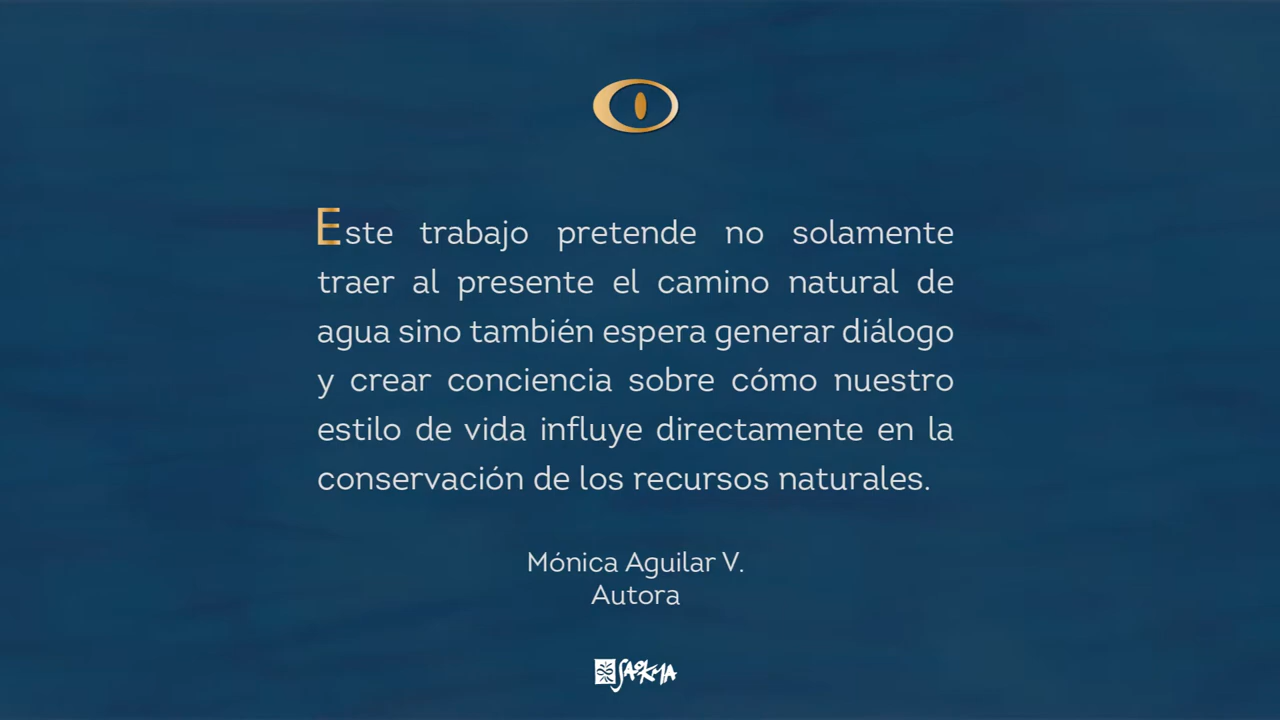 Este trabajo pretende no solamente
traer al presente el camino natural de
agua sino también espera generar diálogo
y crear conciencia sobre cómo nuestro
estilo de vida influye directamente en la
conservación de los recursos naturales.
Mónica Aguilar V.
Autora